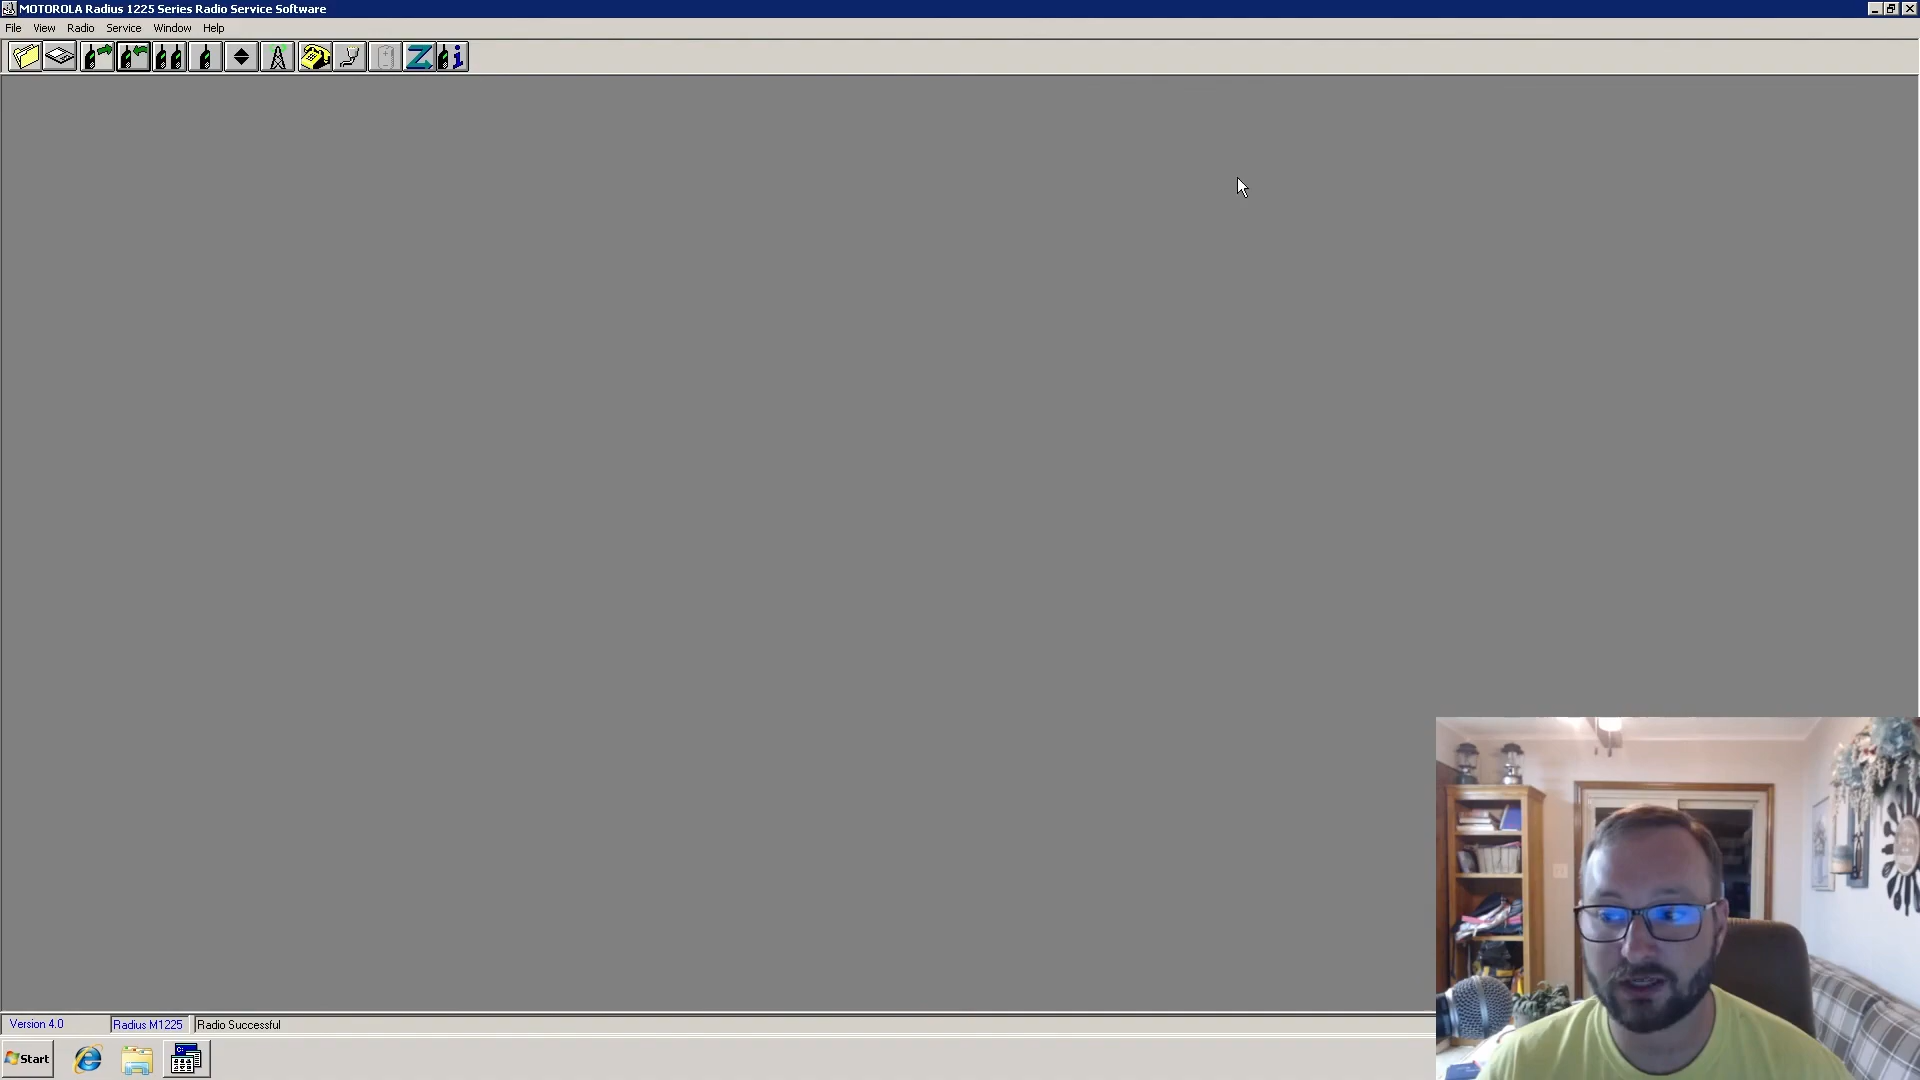 MOTOROLA Radius 1225 Series Radio Service Software
File View Radio Service Window Help
Version 4.0 Radius M1225 Radio Successful
Start